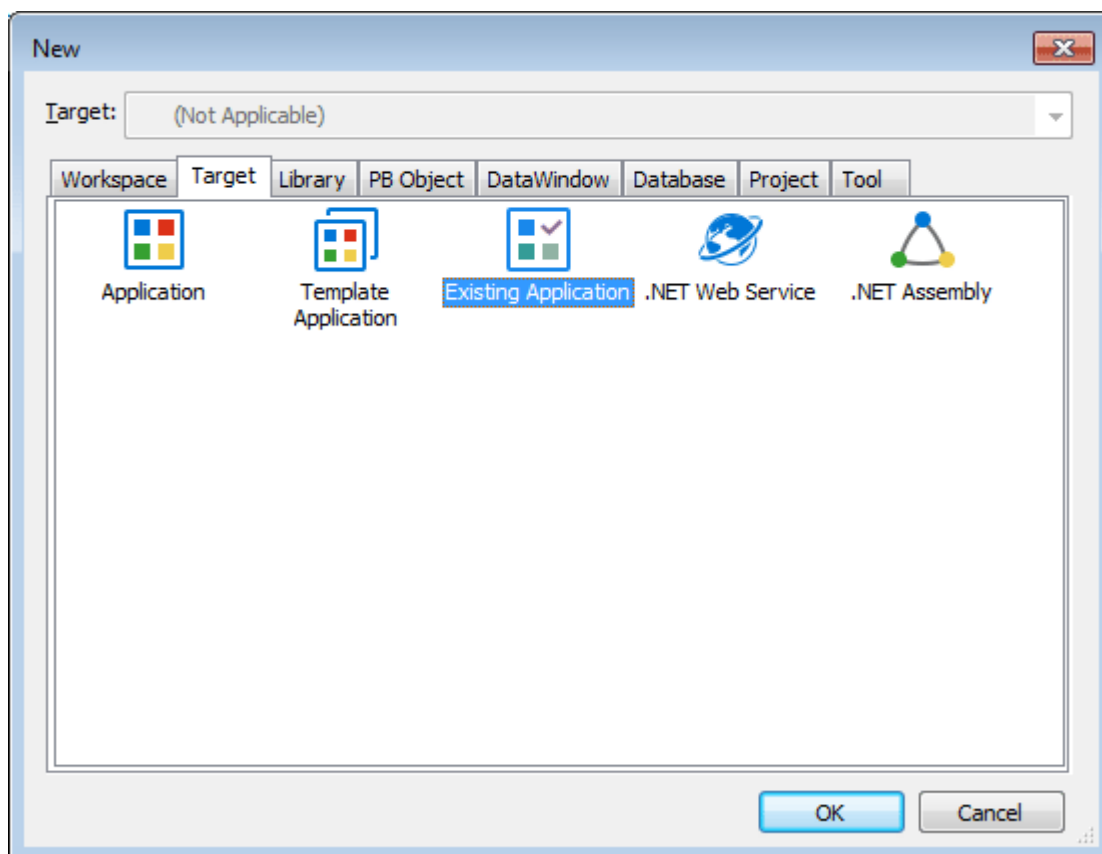 New
Target: (Not Applicable)
Workspace Target Library PB Object DataWindow Database Project Tool
Application Template Existing Application .NET Web Service .NET Assembly
Application
OK Cancel